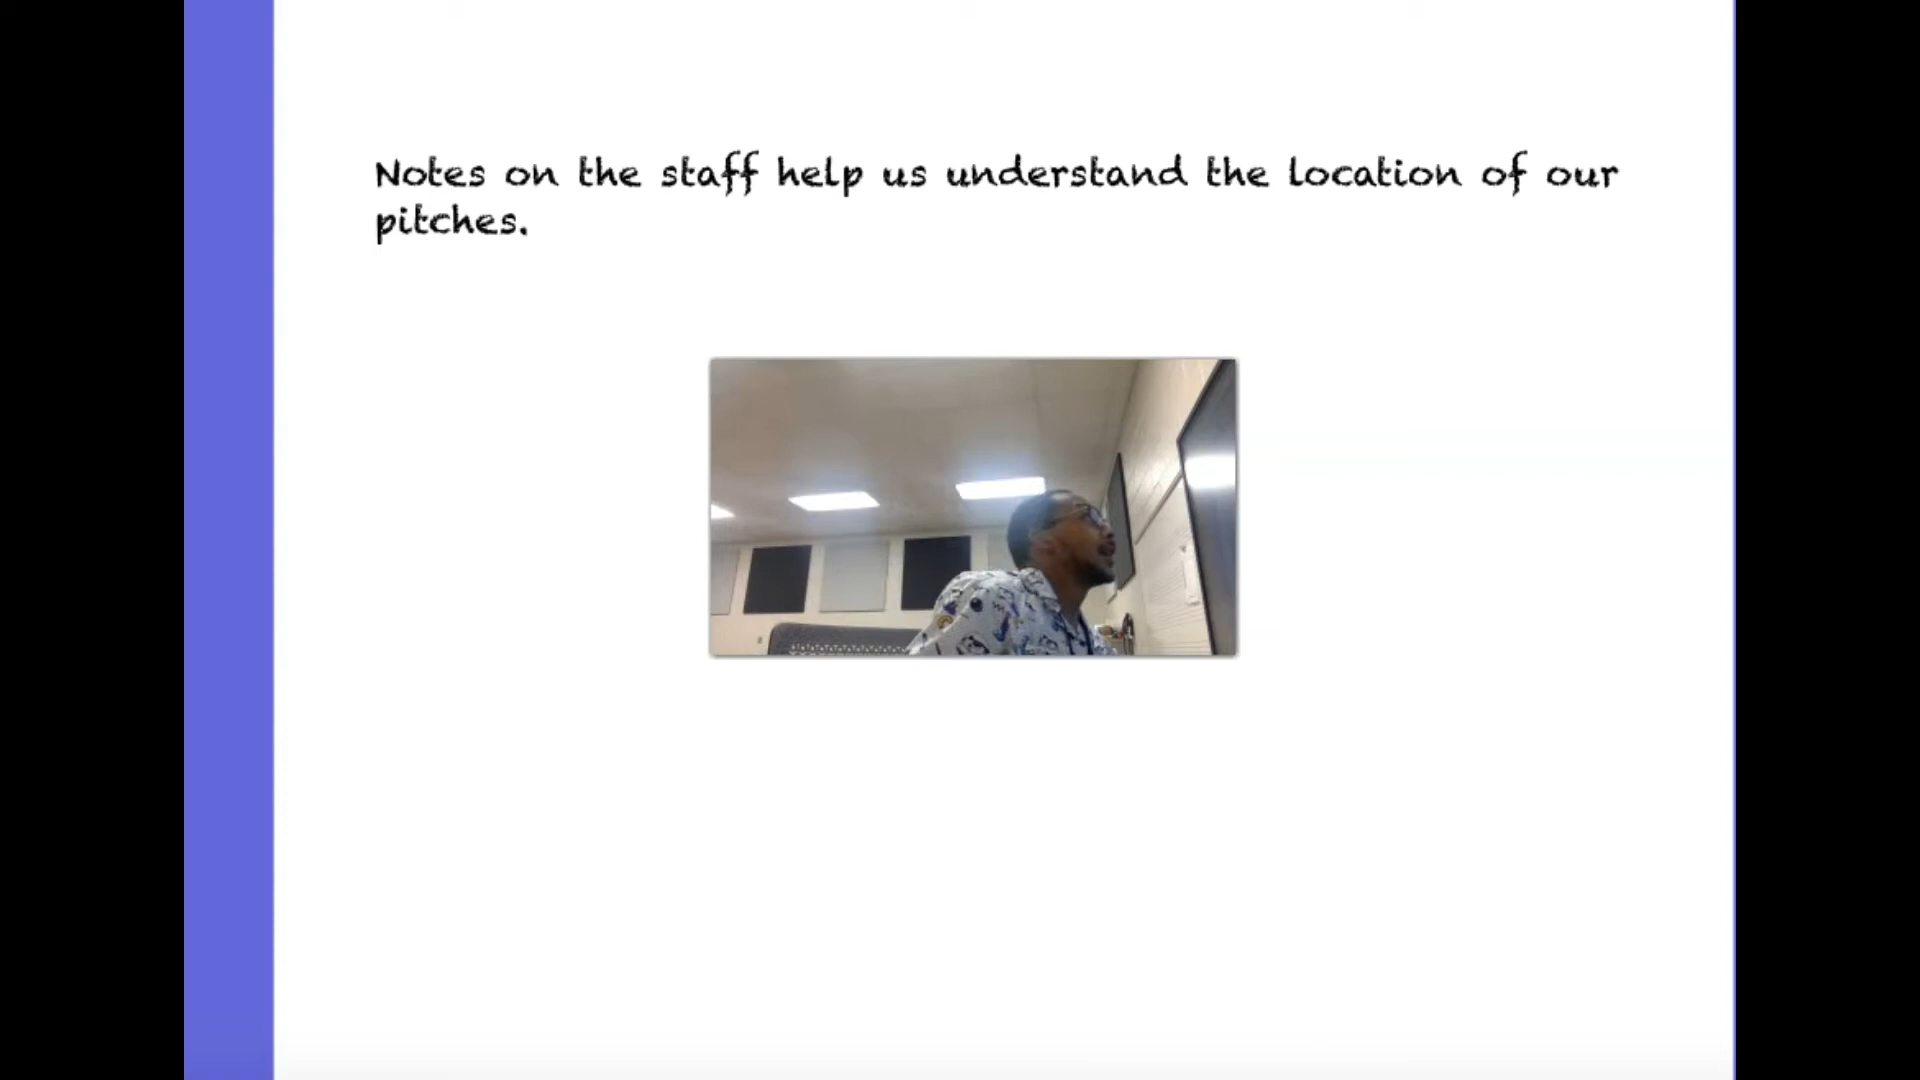 Notes on the staff help us understand the location of our
pitches.